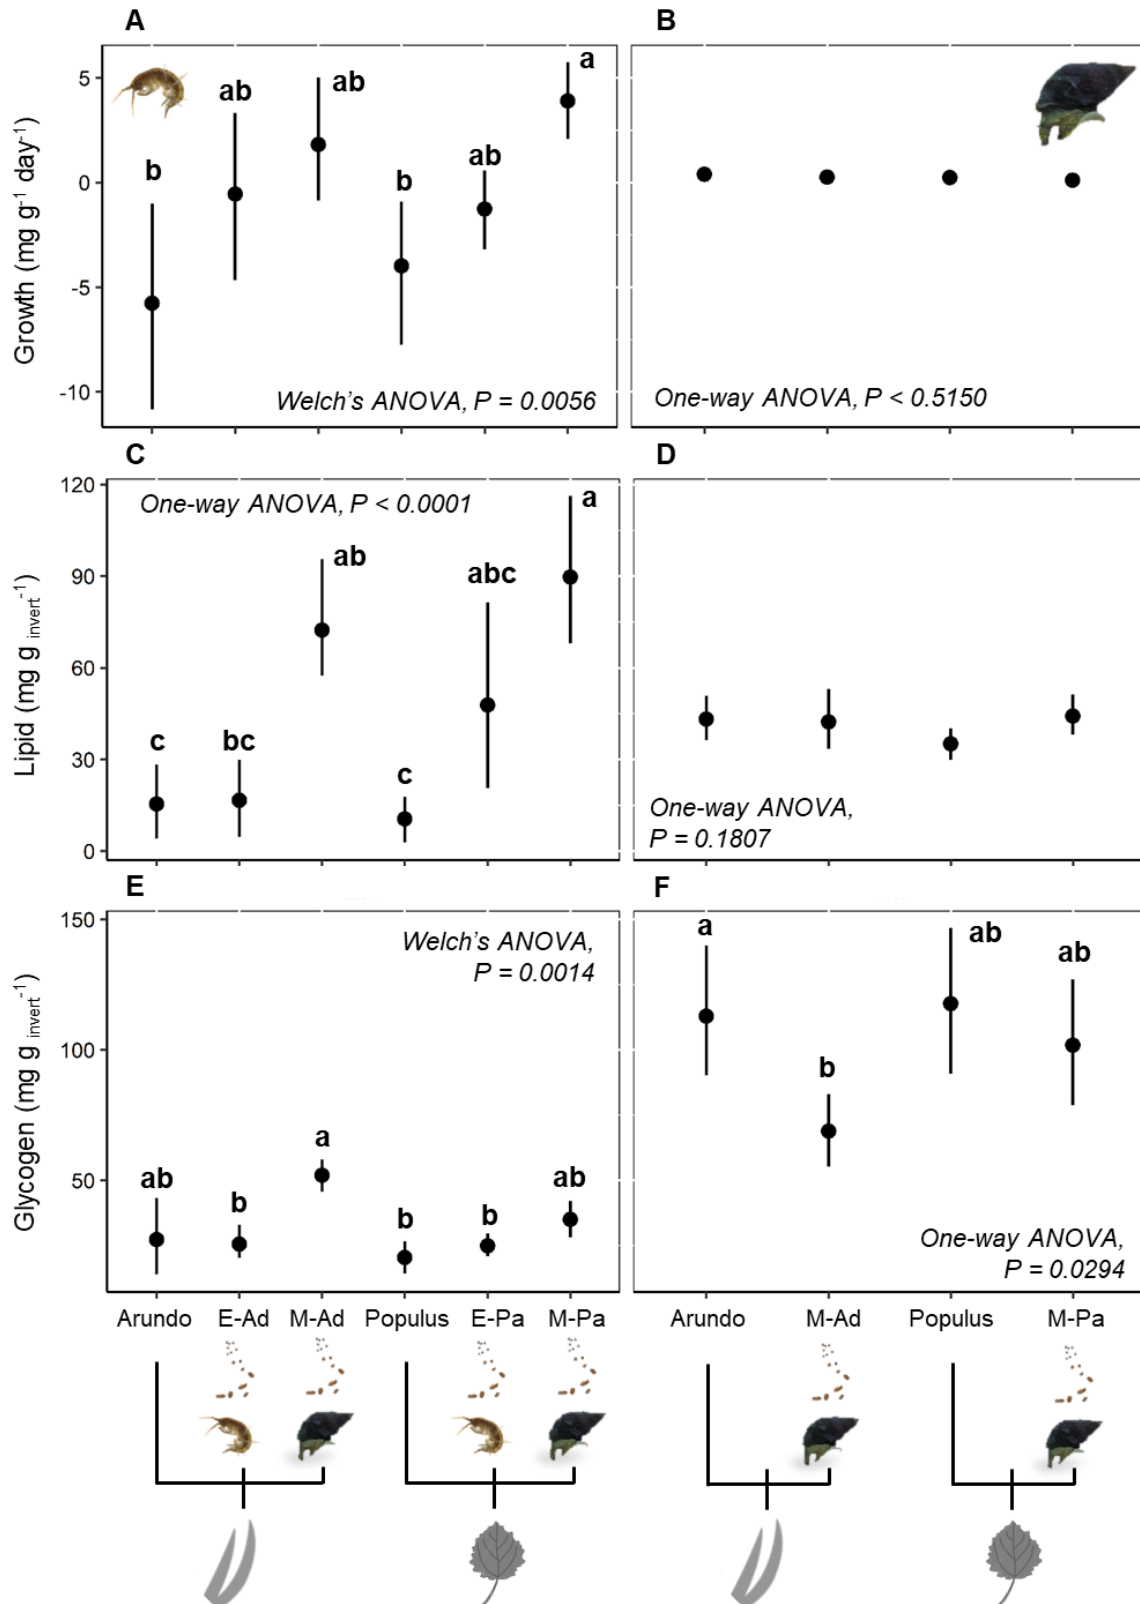 A
B
Growth (mg g⁻¹ day⁻¹)
5
0
-5
-10
b
ab
ab
b
ab
a
Welch's ANOVA, P = 0.0056
One-way ANOVA, P < 0.5150
C
D
Lipid (mg g invert⁻¹)
120
90
60
30
0
One-way ANOVA, P < 0.0001
c
bc
ab
c
abc
a
One-way ANOVA,
P = 0.1807
E
F
Glycogen (mg g invert⁻¹)
150
100
50
Welch's ANOVA,
P = 0.0014
ab
b
a
b
b
ab
a
b
ab
ab
One-way ANOVA,
P = 0.0294
Arundo E-Ad M-Ad Populus E-Pa M-Pa
Arundo M-Ad Populus M-Pa